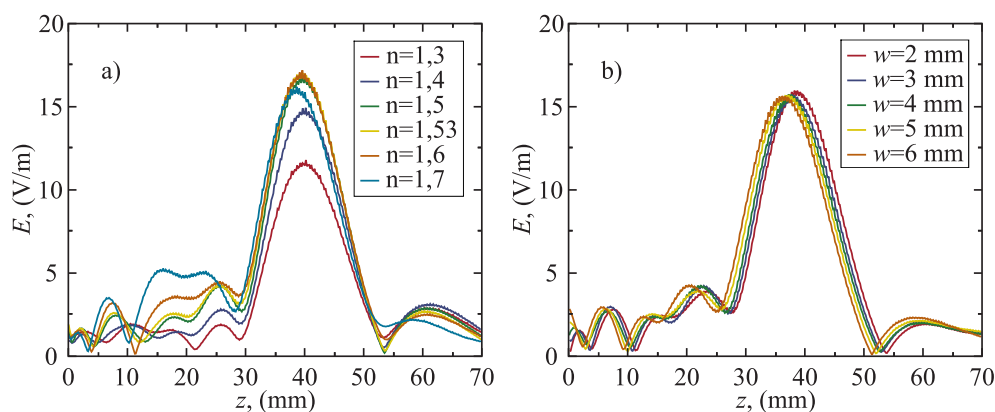 a)
E, (V/m)
20
15
10
5
0
0 10 20 30 40 50 60 70
z, (mm)
n=1,3
n=1,4
n=1,5
n=1,53
n=1,6
n=1,7
b)
E, (V/m)
20
15
10
5
0
0 10 20 30 40 50 60 70
z, (mm)
w=2 mm
w=3 mm
w=4 mm
w=5 mm
w=6 mm